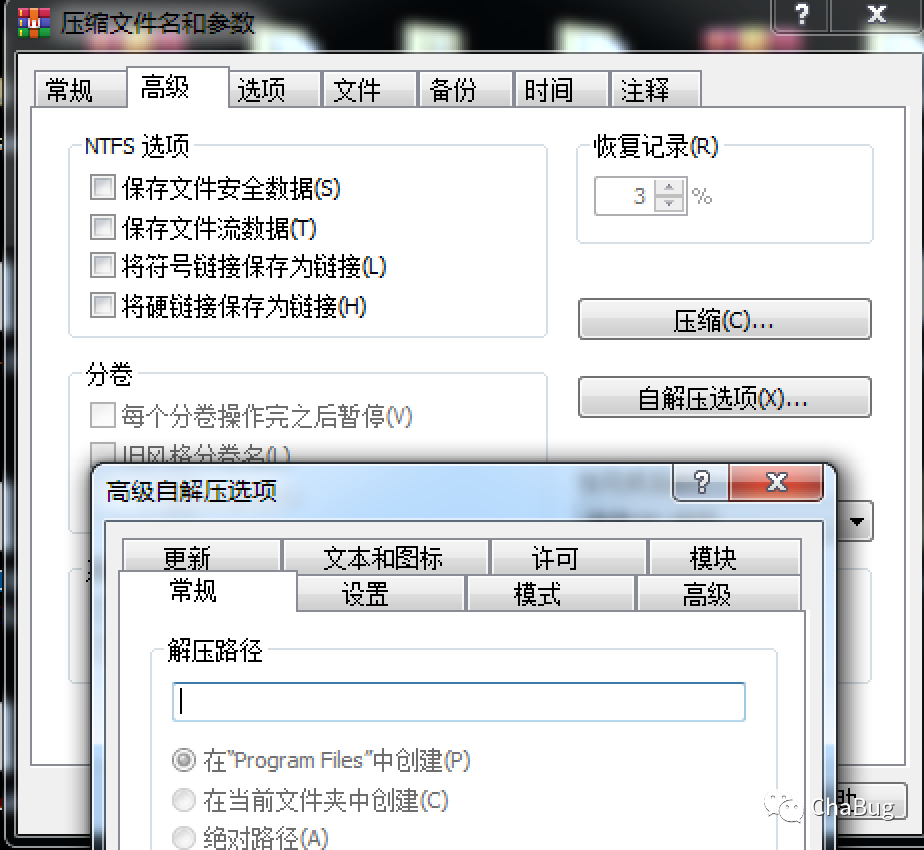 压缩文件名和参数
常规 高级 选项 文件 备份 时间 注释
NTFS 选项
保存文件安全数据(S)
保存文件流数据(T)
将符号链接保存为链接(L)
将硬链接保存为链接(H)
恢复记录(R)
3 %
压缩(C)...
自解压选项(X)...
分卷
每个分卷操作完之后暂停(V)
旧风格分卷名(L)
高级自解压选项
更新 文本和图标 许可 模块
常规 设置 模式 高级
解压路径
在"Program Files"中创建(P)
在当前文件夹中创建(C)
绝对路径(A)
助
ChaBug